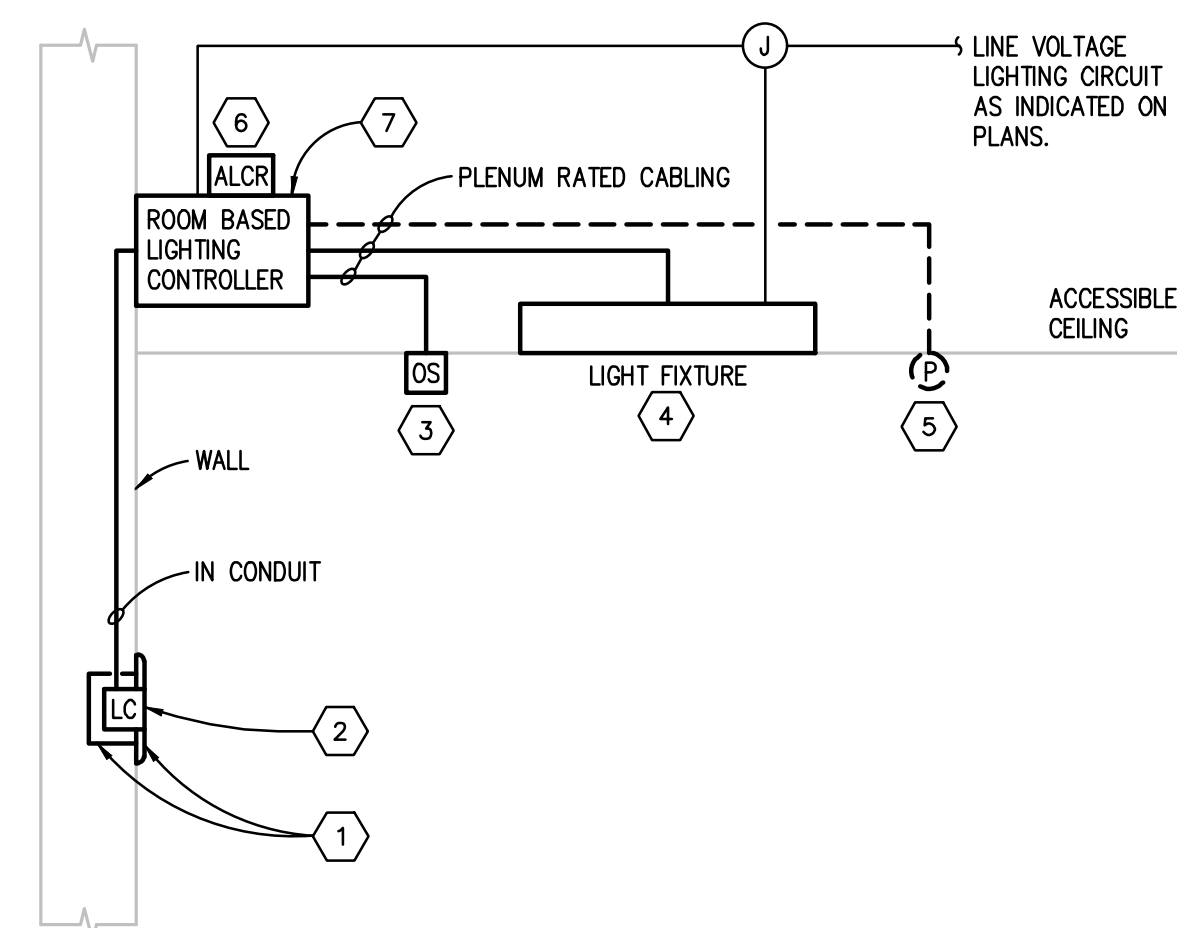 J
LINE VOLTAGE
LIGHTING CIRCUIT
AS INDICATED ON
PLANS.
6
7
ALCR
PLENUM RATED CABLING
ROOM BASED
LIGHTING
CONTROLLER
ACCESSIBLE
CEILING
OS
LIGHT FIXTURE
P
3
4
5
WALL
IN CONDUIT
LC
2
1